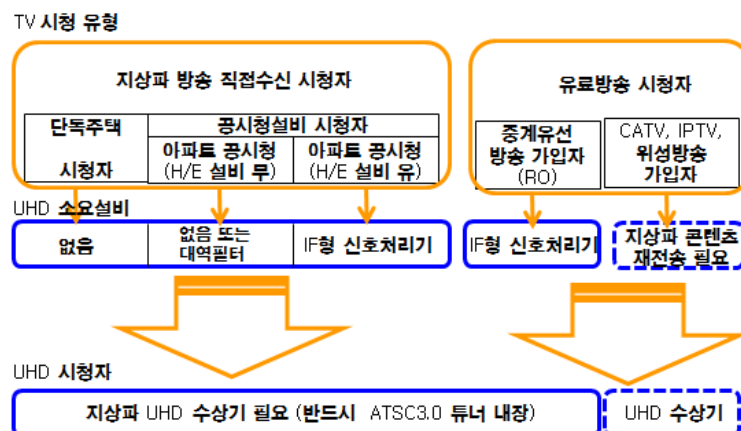 TV 시청 유형
지상파 방송 직접수신 시청자
유료방송 시청자
단독주택
시청자
공시청설비 시청자
아파트 공시청
(H/E 설비 무)
아파트 공시청
(H/E 설비 유)
중계유선
방송 가입자
(RO)
CATV, IPTV,
위성방송
가입자
UHD 소요설비
없음
없음 또는
대역필터
IF형 신호처리기
IF형 신호처리기
지상파 콘텐츠
재전송 필요
UHD 시청자
지상파 UHD 수상기 필요 (반드시 ATSC3.0 튜너 내장)
UHD 수상기